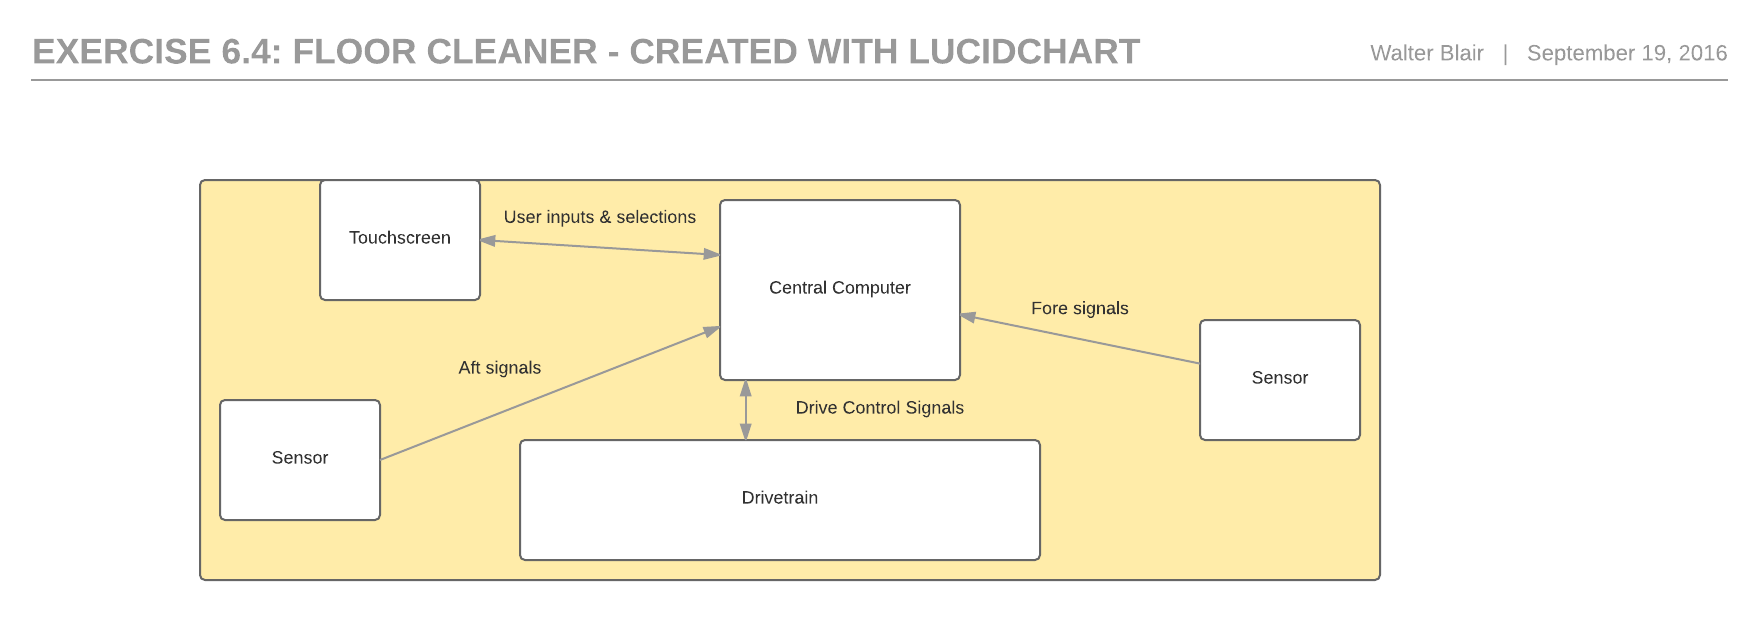 EXERCISE 6.4: FLOOR CLEANER - CREATED WITH LUCIDCHART
Walter Blair | September 19, 2016
User inputs & selections
Touchscreen
Central Computer
Fore signals
Aft signals
Sensor
Drive Control Signals
Sensor
Drivetrain